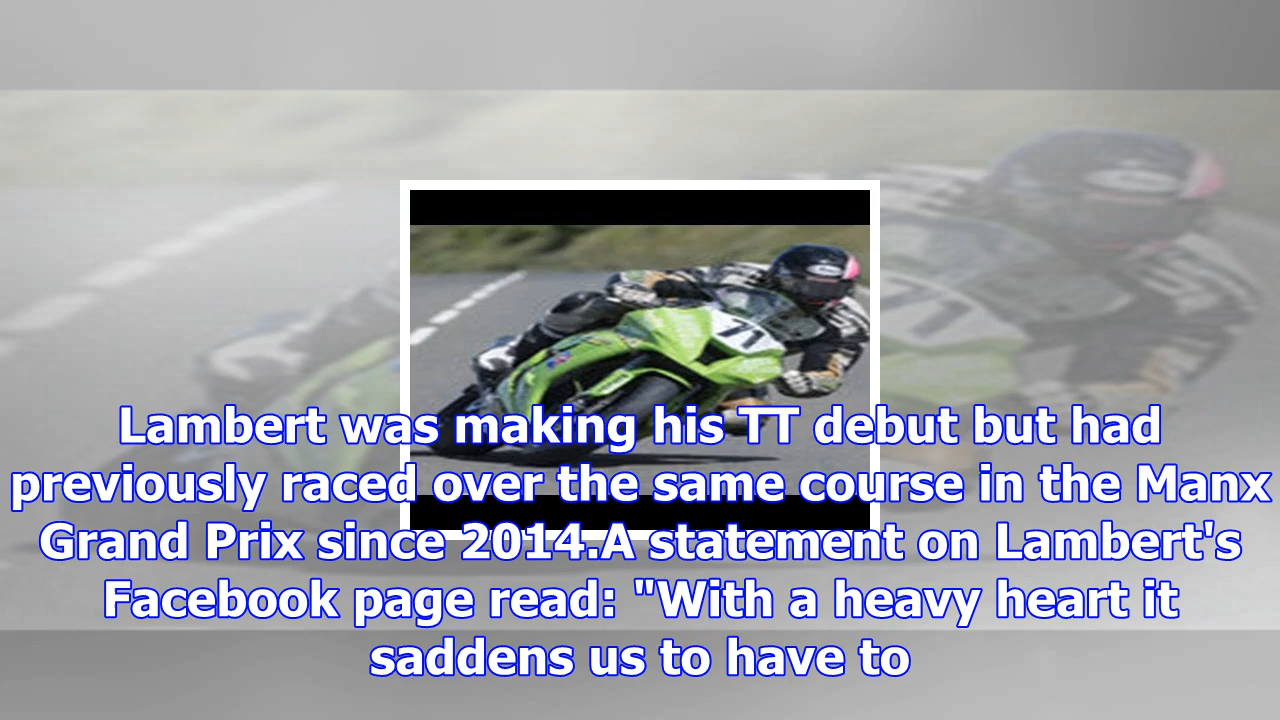 71
Lambert was making his TT debut but had
previously raced over the same course in the Manx
Grand Prix since 2014.A statement on Lambert's
Facebook page read: "With a heavy heart it
saddens us to have to